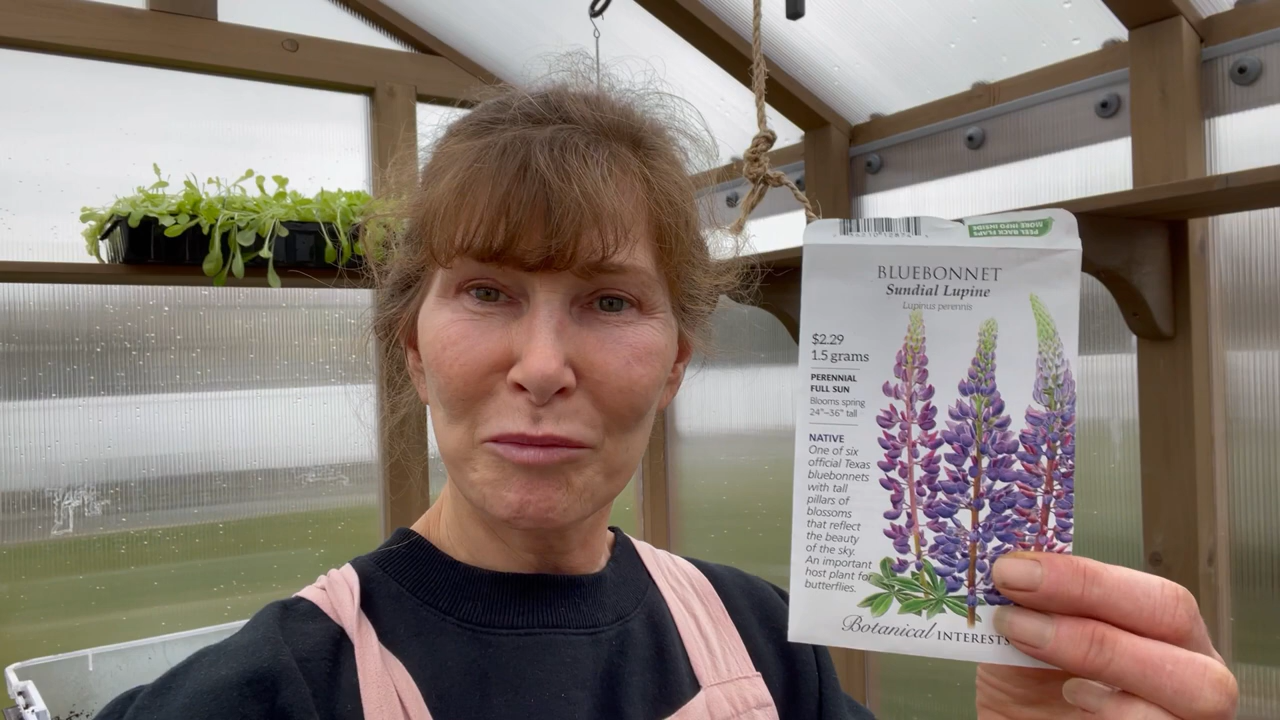 PEEL BACK FLAPS
MORE INFO INSIDE
BLUEBONNET
Sundial Lupine
Lupinus perennis
$2.29
1.5 grams
PERENNIAL
FULL SUN
Blooms spring
24"–36" tall
NATIVE
One of six
official Texas
bluebonnets
with tall
pillars of
blossoms
that reflect
the beauty
of the sky.
An important
host plant for
butterflies.
Botanical INTERESTS